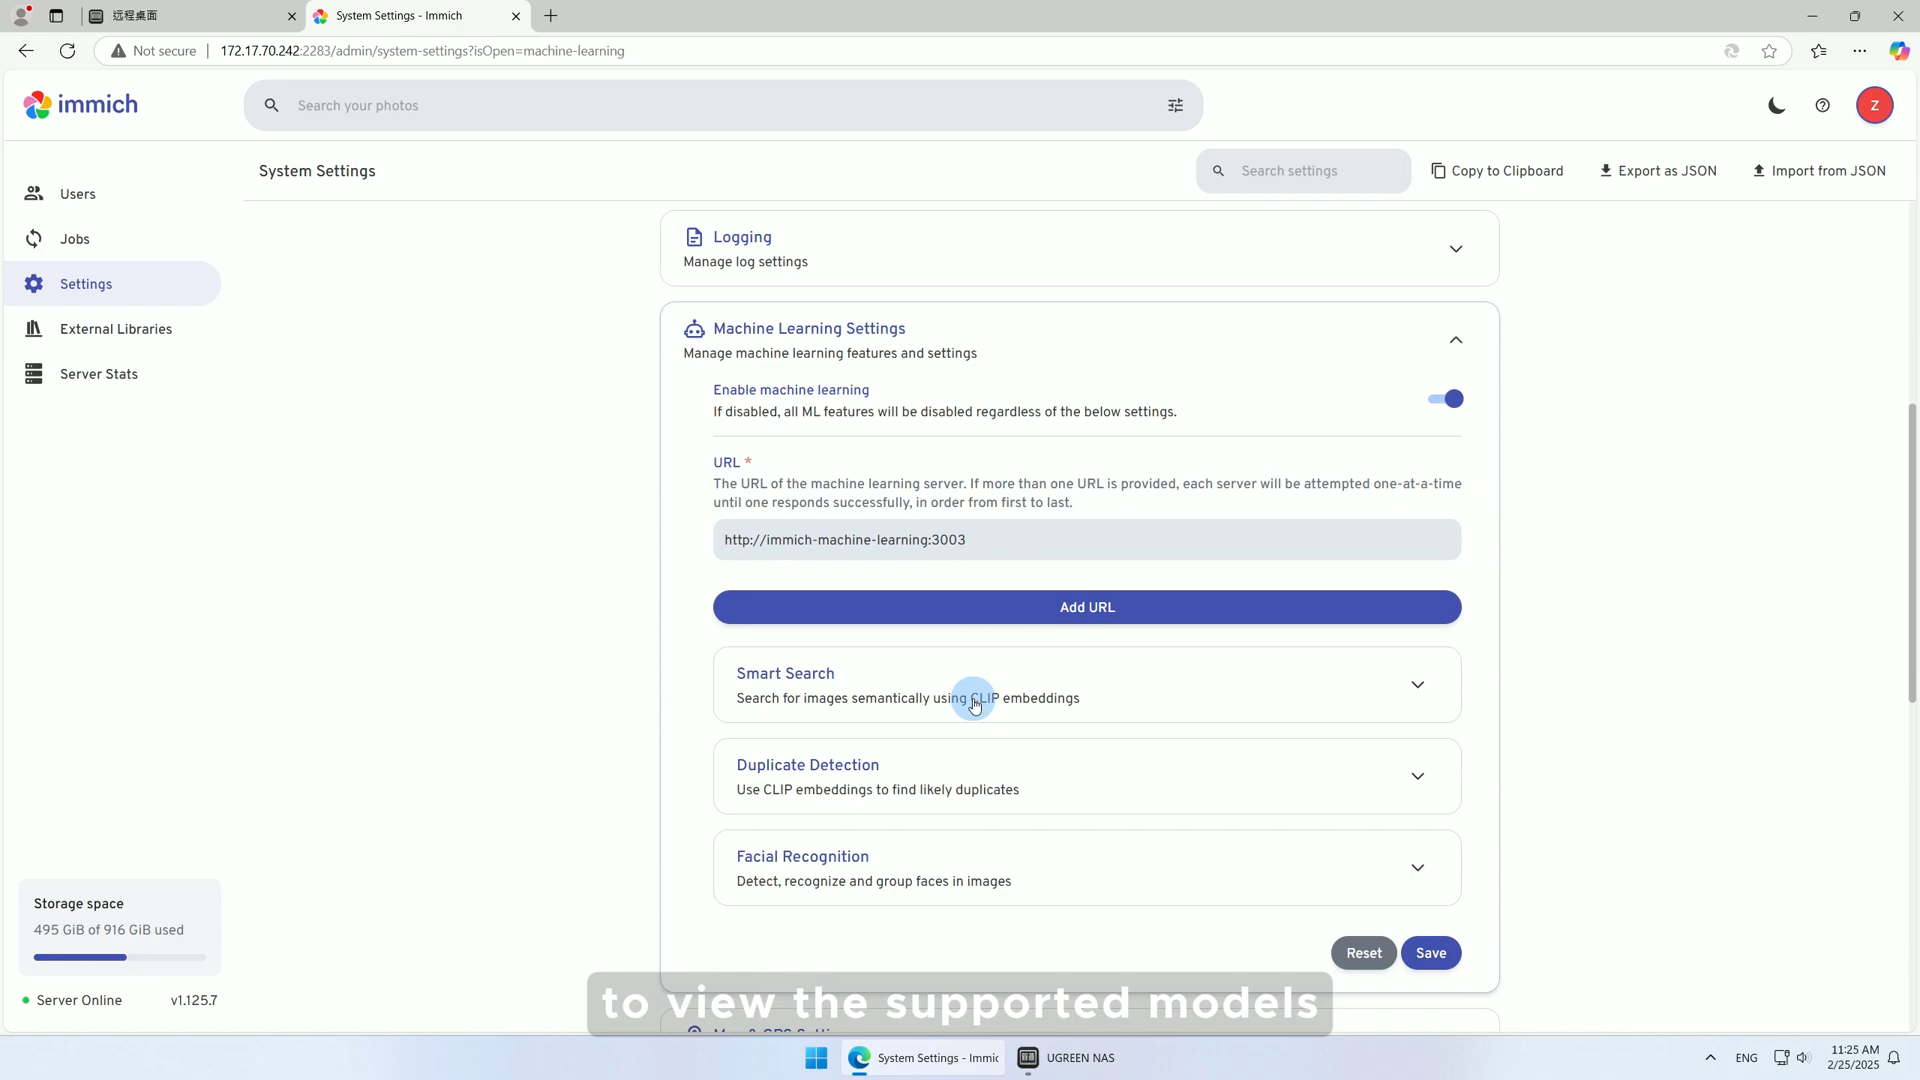 远程桌面
System Settings - Immich
Not secure
172.17.70.242:2283/admin/system-settings?isOpen=machine-learning
immich
Search your photos
Z
System Settings
Search settings
Copy to Clipboard
Export as JSON
Import from JSON
Users
Jobs
Settings
External Libraries
Server Stats
Logging
Manage log settings
Machine Learning Settings
Manage machine learning features and settings
Enable machine learning
If disabled, all ML features will be disabled regardless of the below settings.
URL *
The URL of the machine learning server. If more than one URL is provided, each server will be attempted one-at-a-time
until one responds successfully, in order from first to last.
http://immich-machine-learning:3003
Add URL
Smart Search
Search for images semantically using CLIP embeddings
Duplicate Detection
Use CLIP embeddings to find likely duplicates
Facial Recognition
Detect, recognize and group faces in images
Reset
Save
Storage space
495 GiB of 916 GiB used
Server Online
v1.125.7
to view the supported models
System Settings - Immic
UGREEN NAS
ENG
11:25 AM
2/25/2025